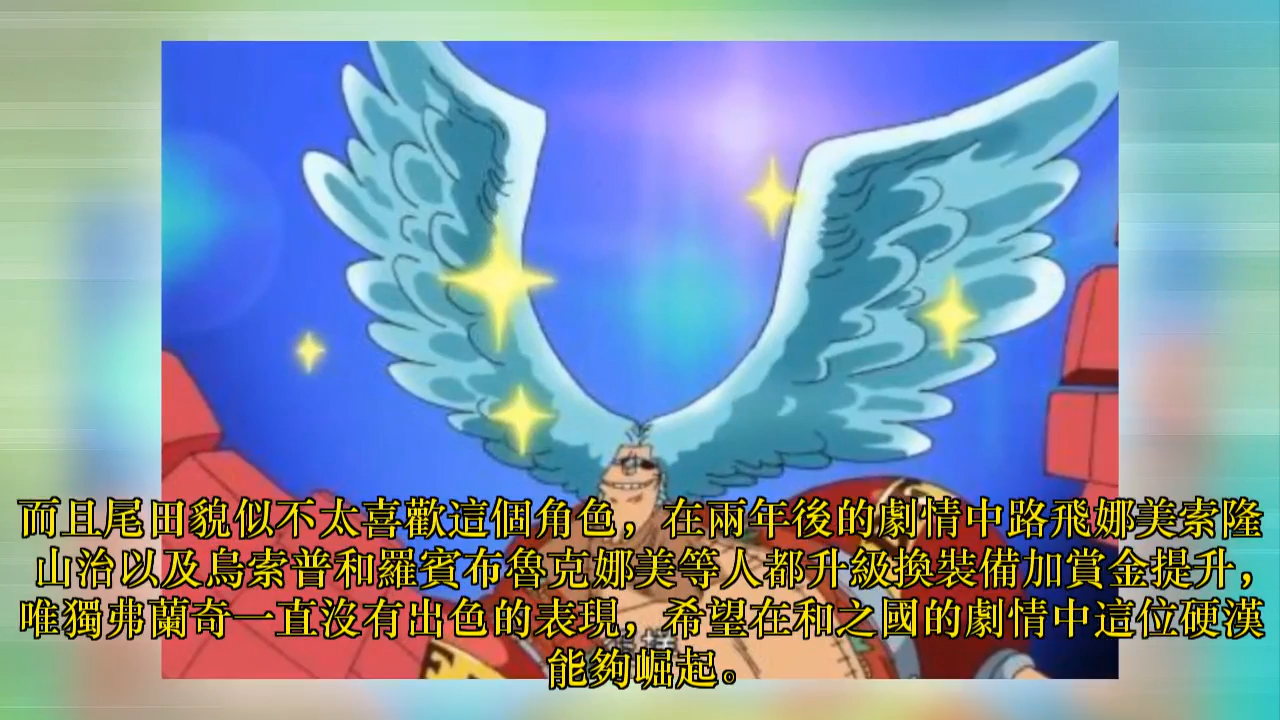 而且尾田貌似不太喜歡這個角色，在兩年後的劇情中路飛娜美索隆
山治以及烏索普和羅賓布魯克娜美等人都升級換裝備加賞金提升，
唯獨弗蘭奇一直沒有出色的表現，希望在和之國的劇情中這位硬漢
能夠崛起。